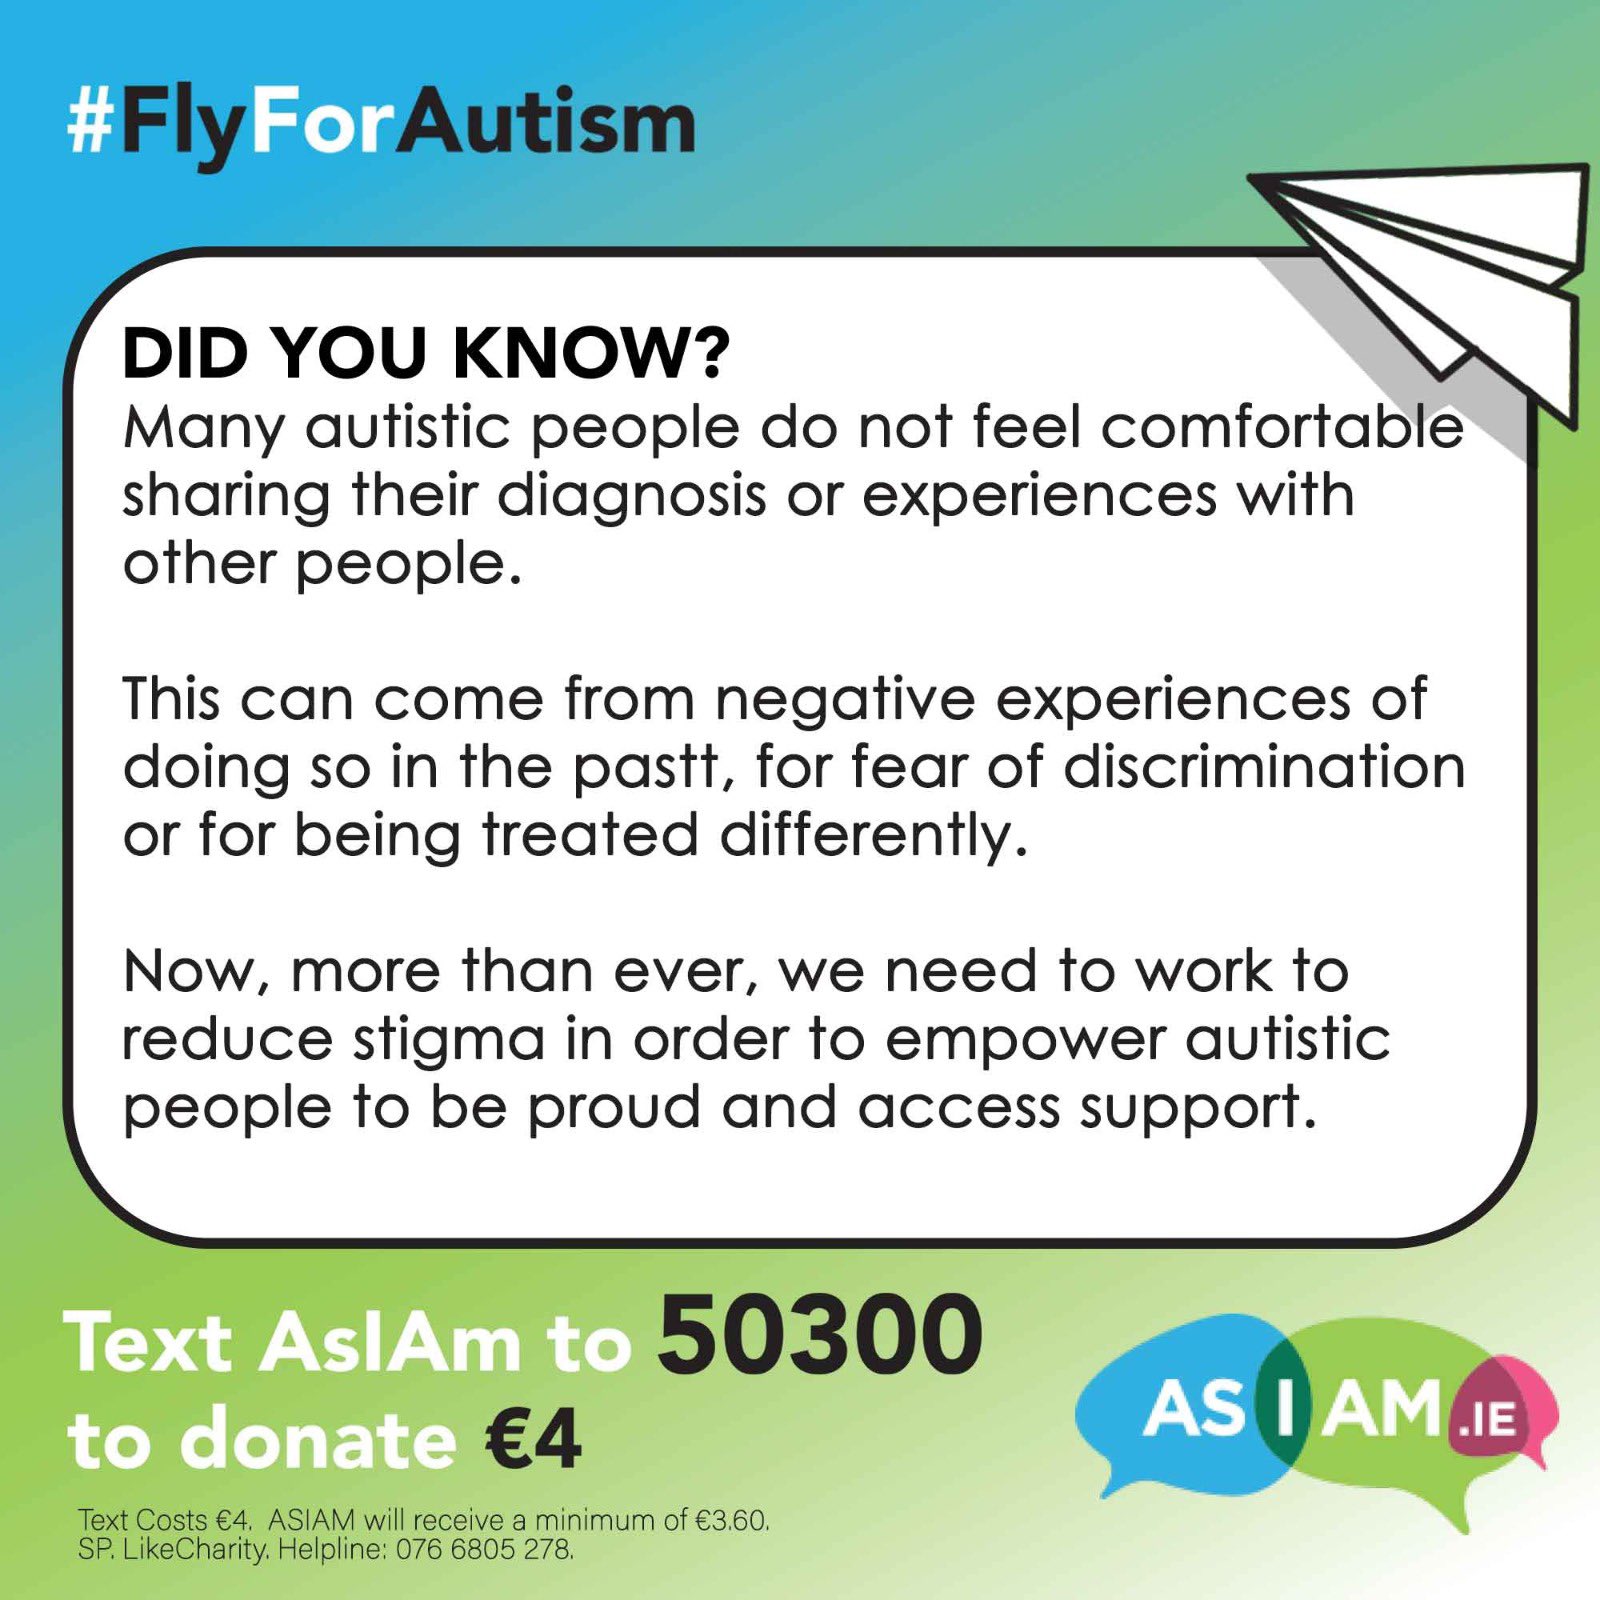 #FlyForAutism
DID YOU KNOW?
Many autistic people do not feel comfortable
sharing their diagnosis or experiences with
other people.
This can come from negative experiences of
doing so in the pastt, for fear of discrimination
or for being treated differently.
Now, more than ever, we need to work to
reduce stigma in order to empower autistic
people to be proud and access support.
Text AsIAm to 50300
to donate €4
Text Costs €4. ASIAM will receive a minimum of €3.60.
SP. LikeCharity. Helpline: 076 6805 278.
AS I AM .IE